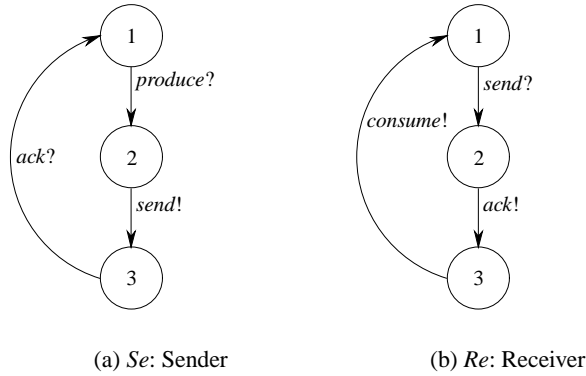 1
produce?
2
send!
3
ack?
(a) Se: Sender
1
send?
2
ack!
3
consume!
(b) Re: Receiver